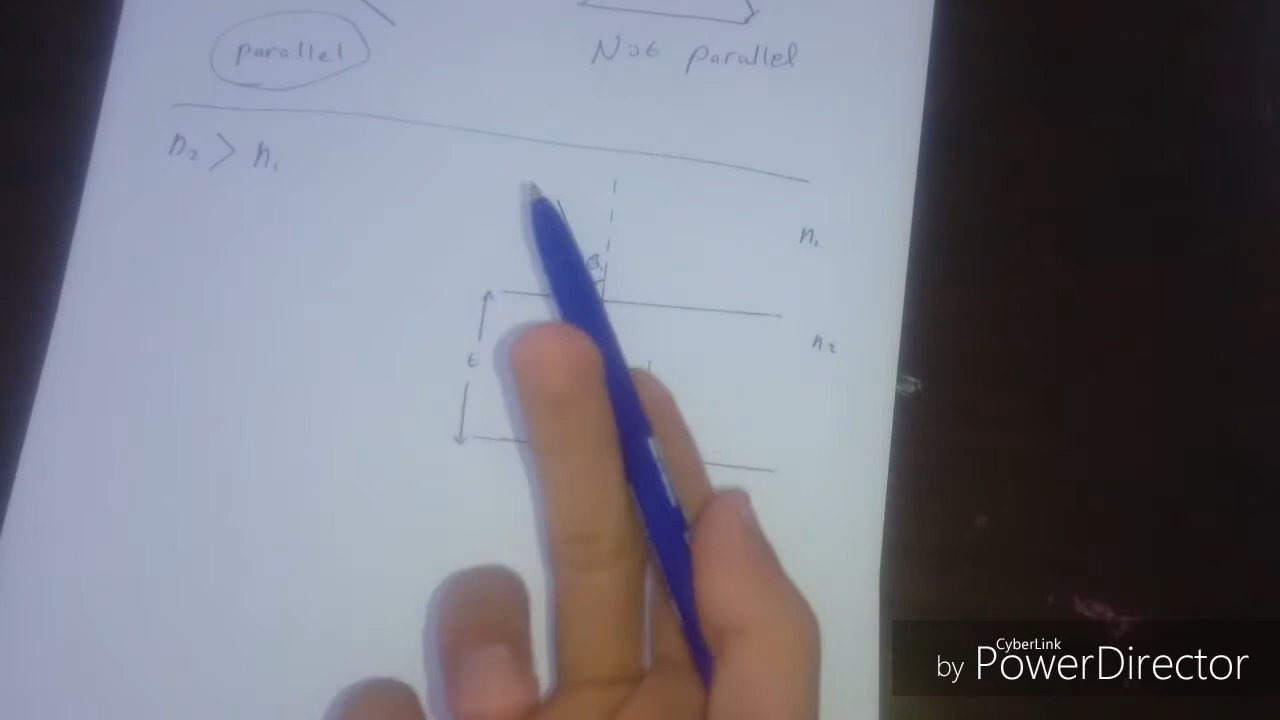 parallel
Not parallel
n₂ > n₁
n₁
θ₁
n₂
t
CyberLink
by PowerDirector